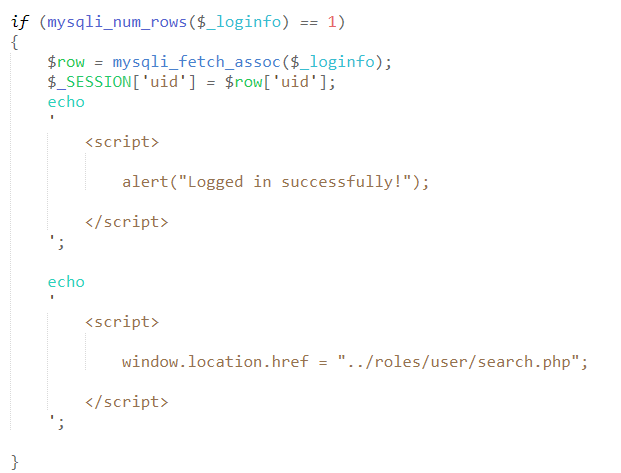 if (mysqli_num_rows($_loginfo) == 1)
{
$row = mysqli_fetch_assoc($_loginfo);
$_SESSION['uid'] = $row['uid'];
echo
'
<script>
alert("Logged in successfully!");
</script>
';
echo
'
<script>
window.location.href = "../roles/user/search.php";
</script>
';
}